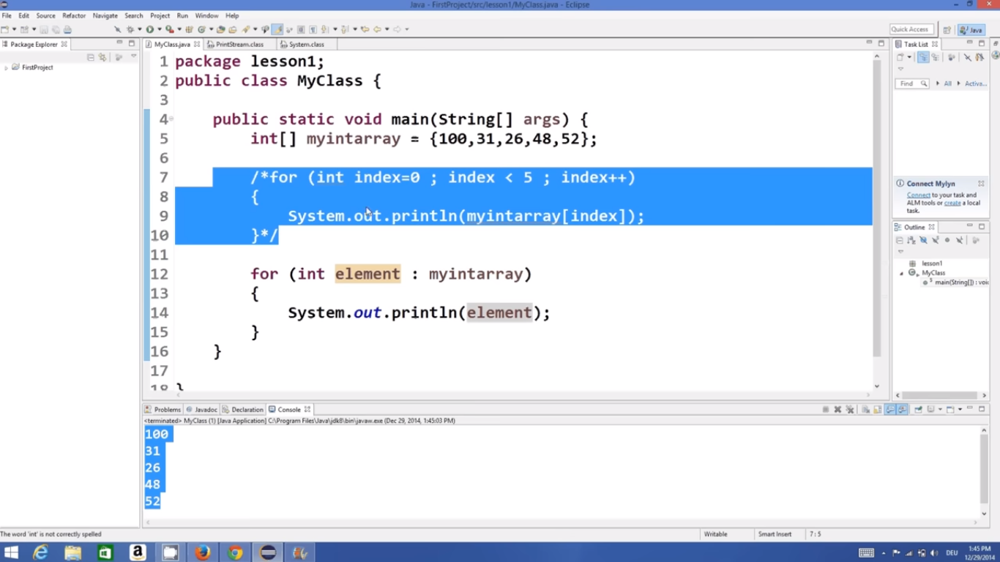 Java - FirstProject/src/lesson1/MyClass.java - Eclipse
File Edit Source Refactor Navigate Search Project Run Window Help
Quick Access Java
Package Explorer
FirstProject
MyClass.java PrintStream.class System.class
1 package lesson1;
2 public class MyClass {
3
4 public static void main(String[] args) {
5 int[] myintarray = {100,31,26,48,52};
6
7 /*for (int index=0 ; index < 5 ; index++)
8 {
9 System.out.println(myintarray[index]);
10 }*/
11
12 for (int element : myintarray)
13 {
14 System.out.println(element);
15 }
16 }
17
18 }
Task List
Find All Activa...
Connect Mylyn
Connect to your task and
ALM tools or create a local
task.
Outline
lesson1
MyClass
S main(String[]) : voic
Problems Javadoc Declaration Console
<terminated> MyClass (1) [Java Application] C:\Program Files\Java\jdk8\bin\javaw.exe (Dec 29, 2014, 1:45:03 PM)
100
31
26
48
52
The word 'int' is not correctly spelled Writable Smart Insert 7 : 5
DEU 1:45 PM
12/29/2014